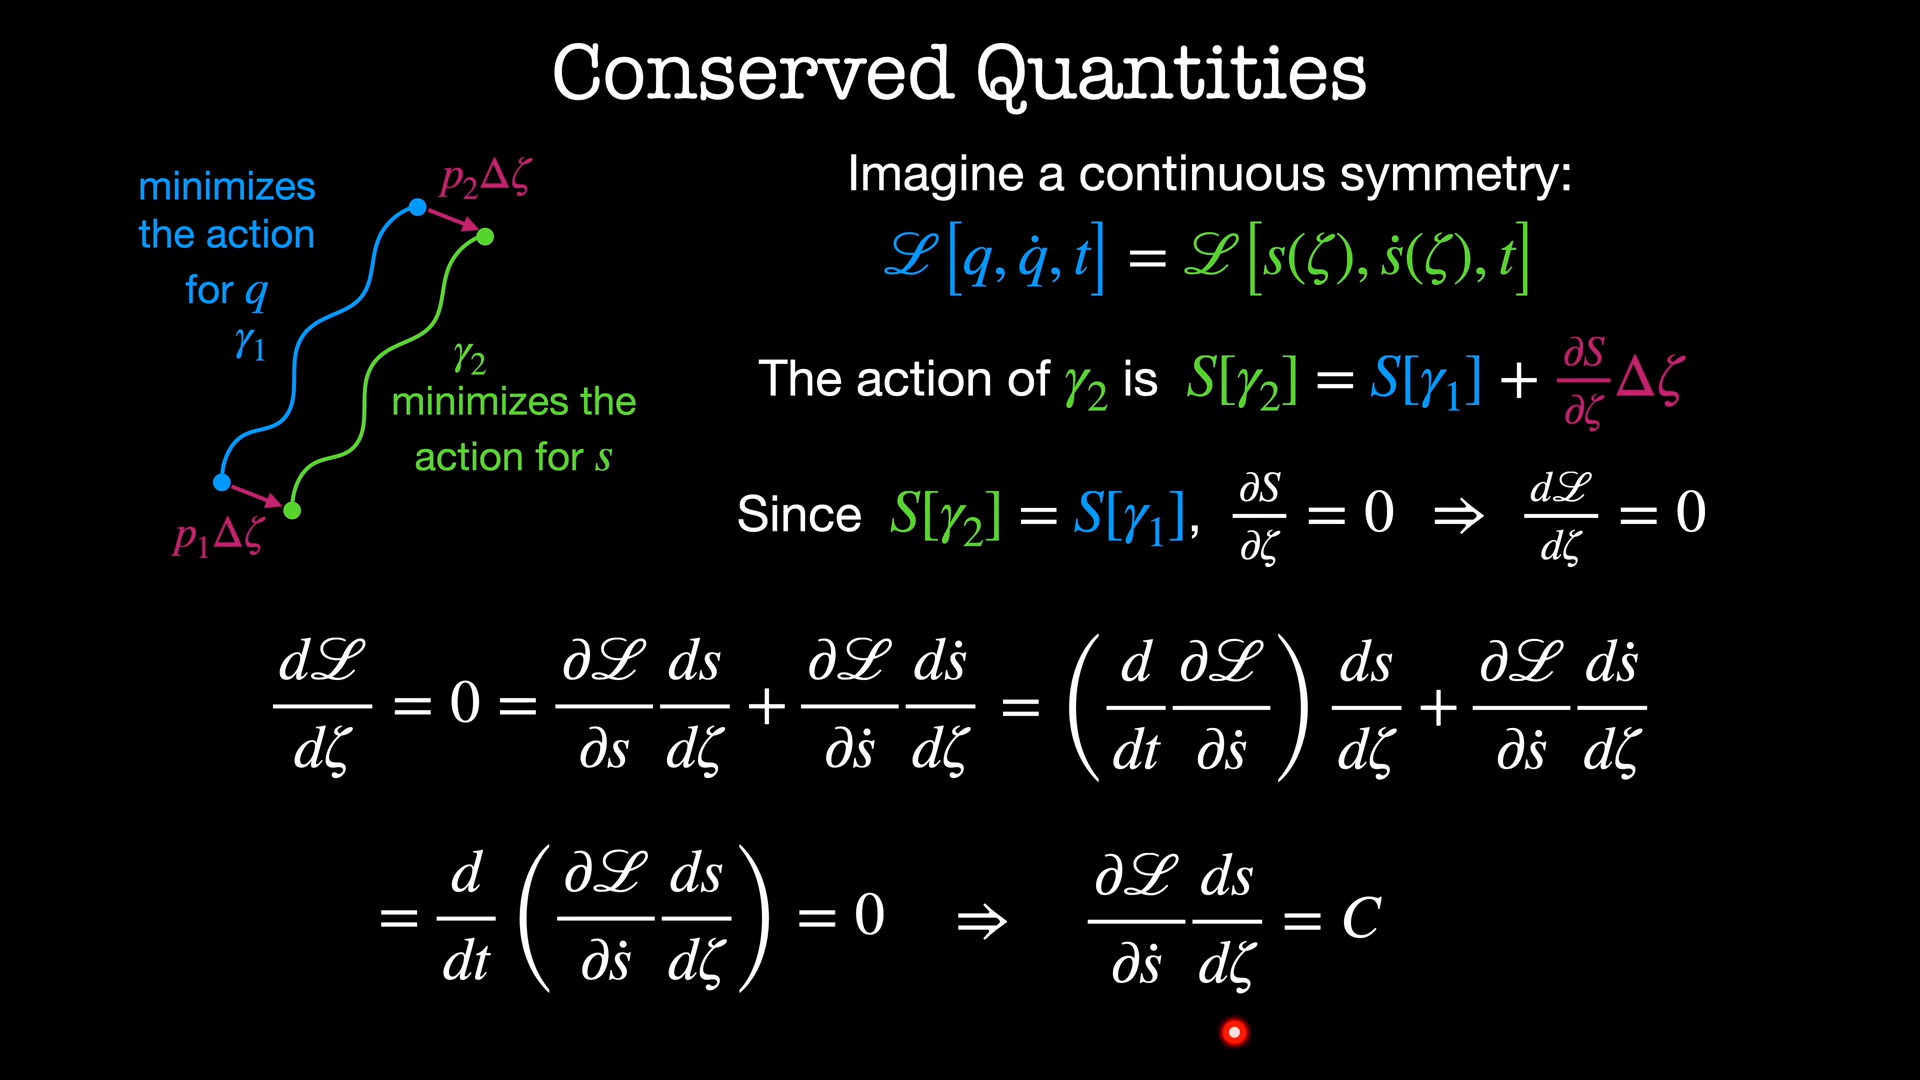 Conserved Quantities
minimizes
the action
for q
γ₁
p₂Δζ
γ₂
minimizes the
action for s
p₁Δζ
Imagine a continuous symmetry:
ℒ[q, q̇, t] = ℒ[s(ζ), ṡ(ζ), t]
The action of γ₂ is S[γ₂] = S[γ₁] + ∂S/∂ζ Δζ
Since S[γ₂] = S[γ₁], ∂S/∂ζ = 0 ⇒ dℒ/dζ = 0
dℒ/dζ = 0 = ∂ℒ/∂s ds/dζ + ∂ℒ/∂ṡ dṡ/dζ = (d/dt ∂ℒ/∂ṡ) ds/dζ + ∂ℒ/∂ṡ dṡ/dζ
= d/dt (∂ℒ/∂ṡ ds/dζ) = 0 ⇒ ∂ℒ/∂ṡ ds/dζ = C